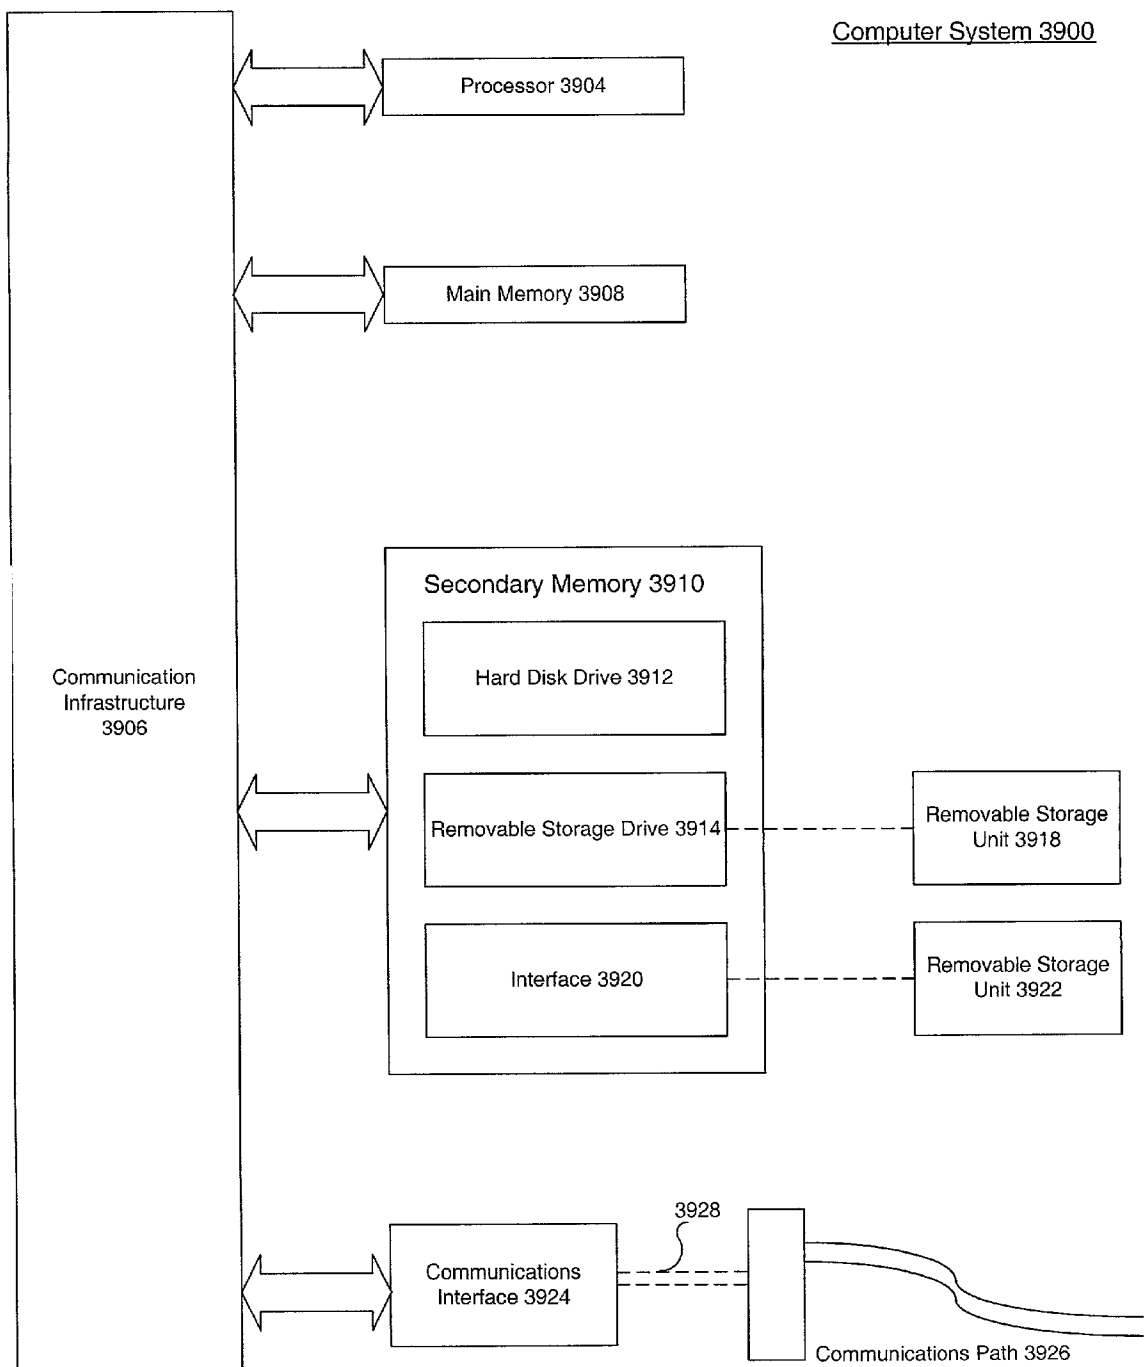 Computer System 3900
Processor 3904
Main Memory 3908
Secondary Memory 3910
Hard Disk Drive 3912
Communication
Infrastructure
3906
Removable Storage Drive 3914
Removable Storage
Unit 3918
Interface 3920
Removable Storage
Unit 3922
3928
Communications
Interface 3924
Communications Path 3926